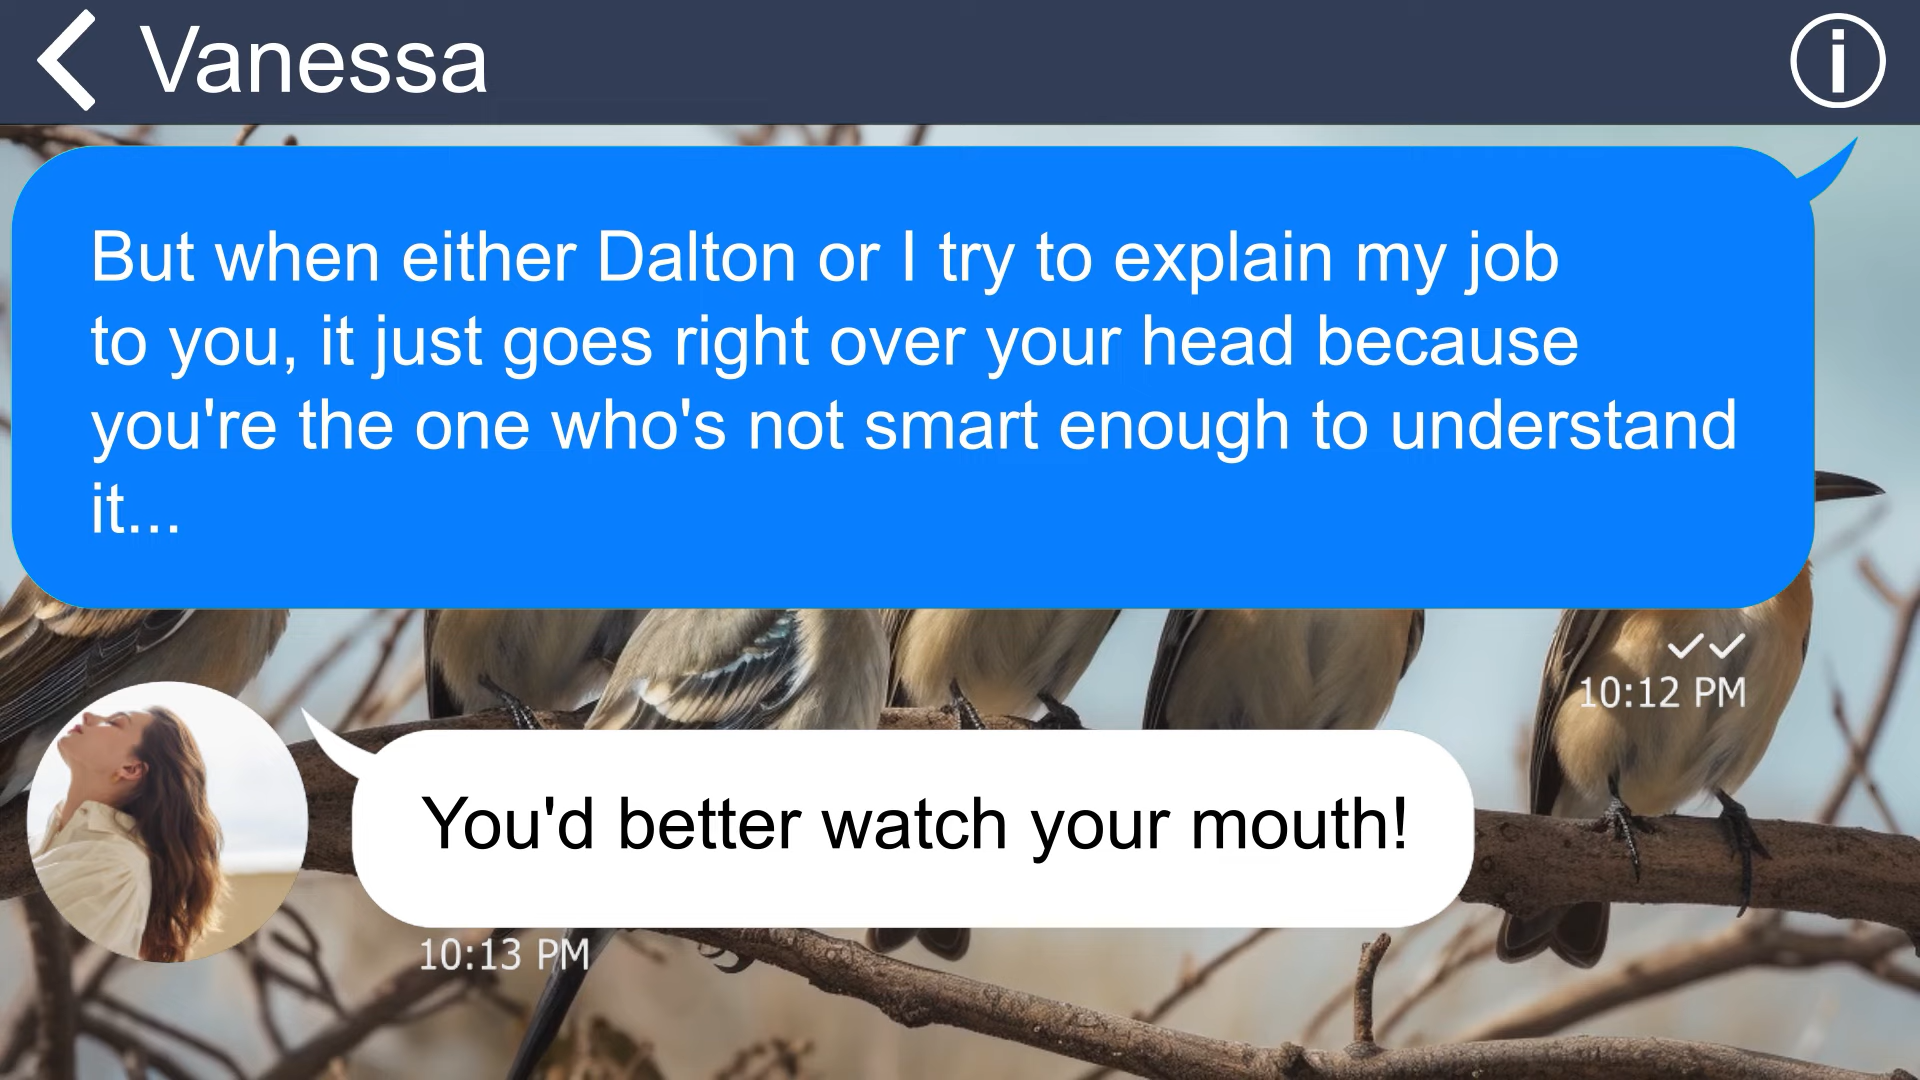 Vanessa
But when either Dalton or I try to explain my job
to you, it just goes right over your head because
you're the one who's not smart enough to understand
it...
10:12 PM
You'd better watch your mouth!
10:13 PM